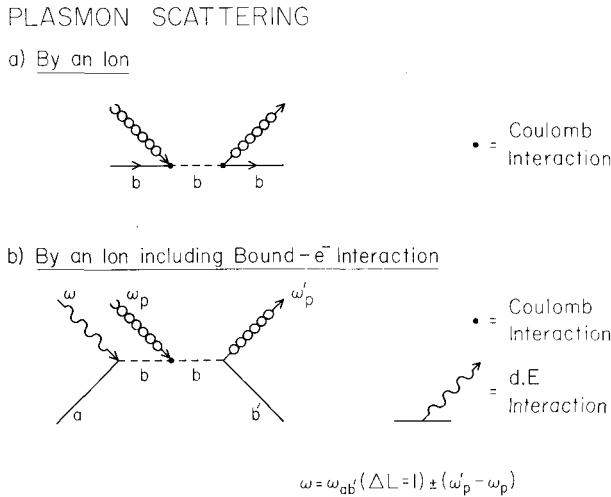 PLASMON SCATTERING
a) By an Ion
b
b
b
• = Coulomb
Interaction
b) By an Ion including Bound-e⁻ Interaction
ω
ωp
ω'p
b
b
a
b'
• = Coulomb
Interaction
= d.E
Interaction
ω = ωab' (ΔL = 1) ± (ω'p - ωp)